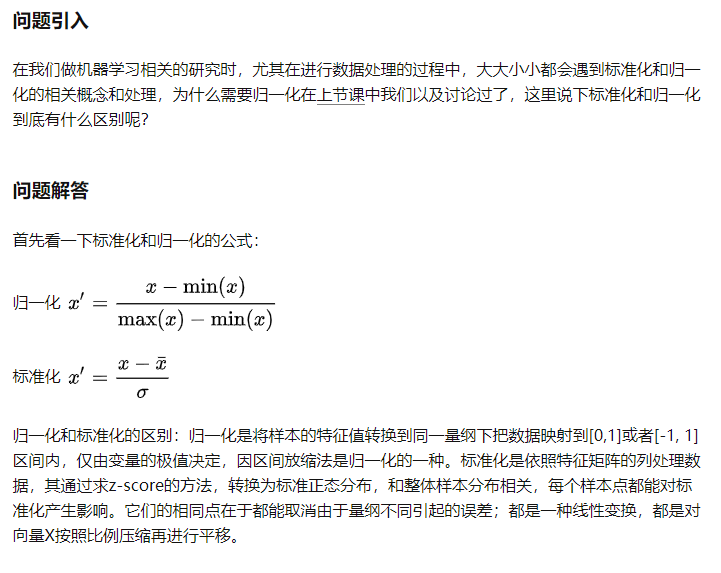 问题引入
在我们做机器学习相关的研究时，尤其在进行数据处理的过程中，大大小小都会遇到标准化和归一
化的相关概念和处理，为什么需要归一化在上节课中我们以及讨论过了，这里说下标准化和归一化
到底有什么区别呢?
问题解答
首先看一下标准化和归一化的公式：
归一化 x′ = (x − min(x)) / (max(x) − min(x))
标准化 x′ = (x − x̄) / σ
归一化和标准化的区别：归一化是将样本的特征值转换到同一量纲下把数据映射到[0,1]或者[-1, 1]
区间内，仅由变量的极值决定，因区间放缩法是归一化的一种。标准化是依照特征矩阵的列处理数
据，其通过求z-score的方法，转换为标准正态分布，和整体样本分布相关，每个样本点都能对标
准化产生影响。它们的相同点在于都能取消由于量纲不同引起的误差；都是一种线性变换，都是对
向量X按照比例压缩再进行平移。